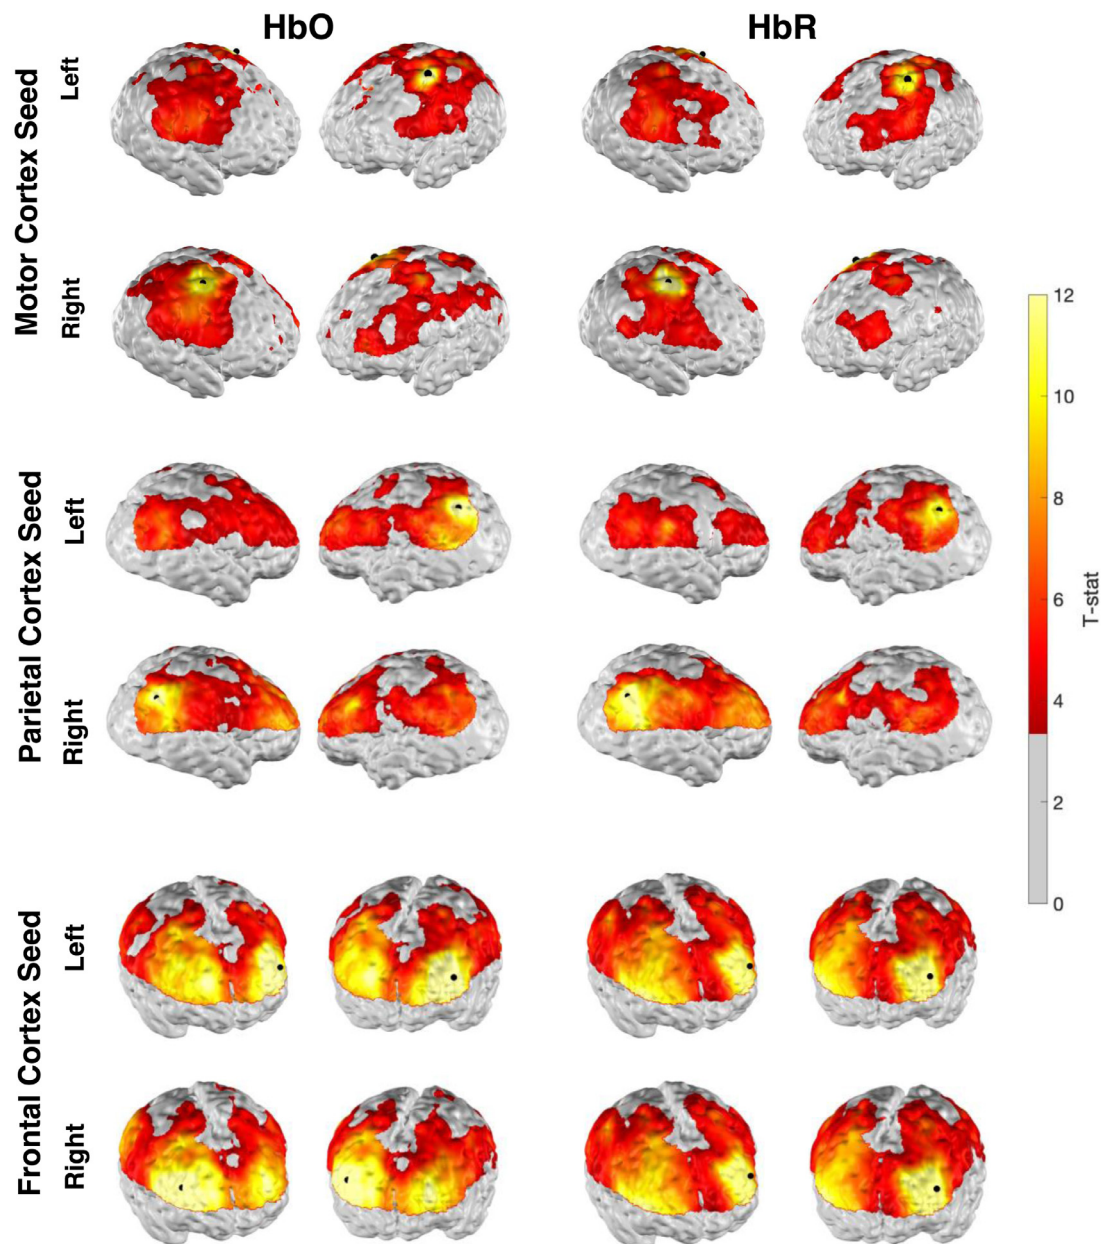 HbO
HbR
Motor Cortex Seed
Left
Right
Parietal Cortex Seed
Left
Right
Frontal Cortex Seed
Left
Right
12
10
8
6
4
2
0
T-stat